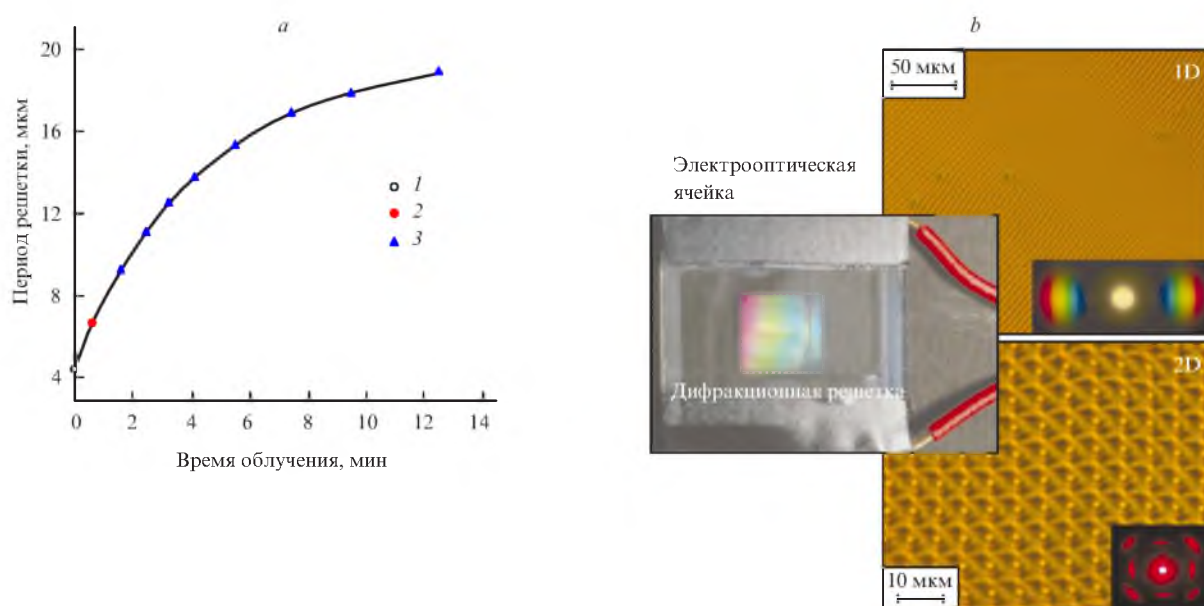 a
20
16
12
8
4
Период решетки, мкм
1
2
3
0 2 4 6 8 10 12 14
Время облучения, мин
b
50 мкм
1D
Электрооптическая
ячейка
Дифракционная решетка
2D
10 мкм